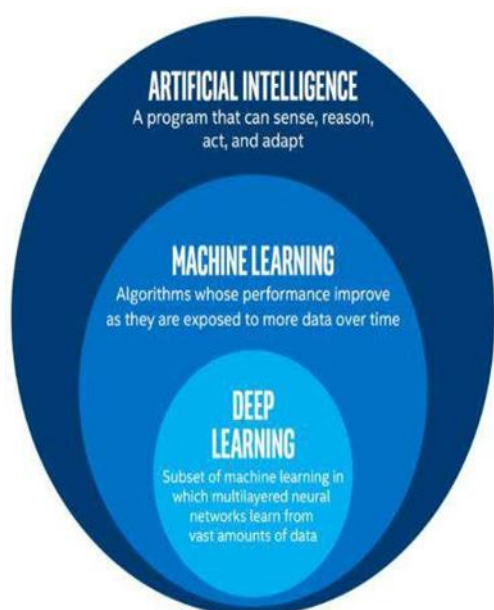 ARTIFICIAL INTELLIGENCE
A program that can sense, reason,
act, and adapt
MACHINE LEARNING
Algorithms whose performance improve
as they are exposed to more data over time
DEEP
LEARNING
Subset of machine learning in
which multilayered neural
networks learn from
vast amounts of data